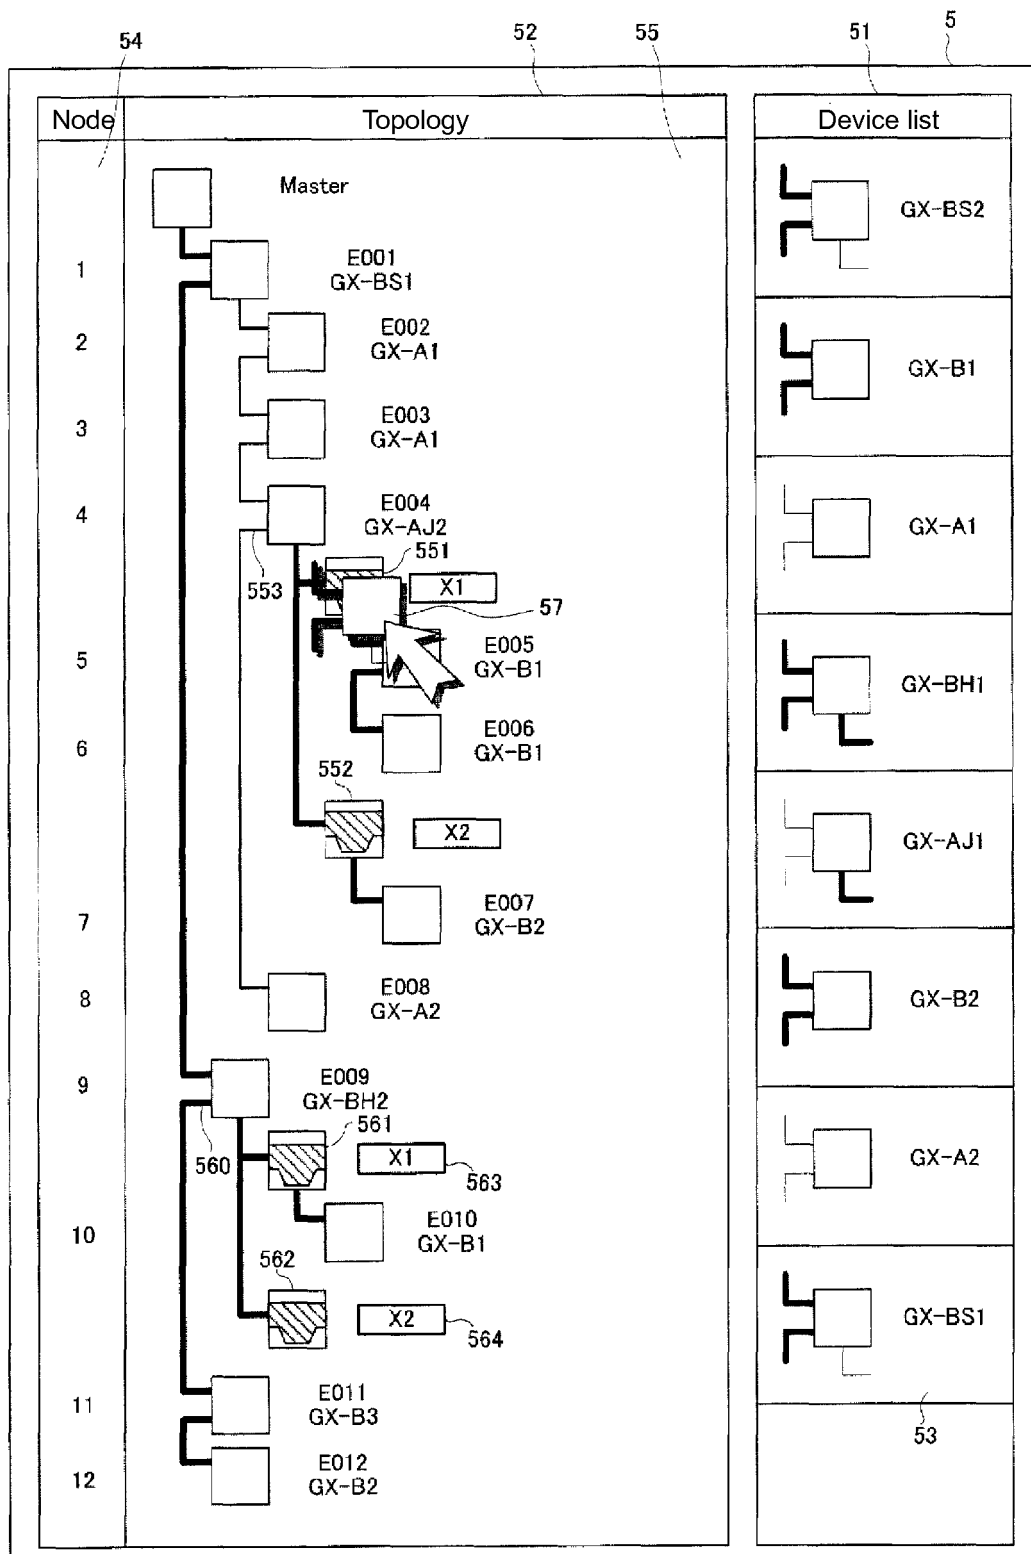 54
52
55
51
5
Node
Topology
Device list
Master
1
E001
GX-BS1
2
E002
GX-A1
3
E003
GX-A1
4
E004
GX-AJ2
551
553
X1
57
5
E005
GX-B1
6
E006
GX-B1
552
X2
7
E007
GX-B2
8
E008
GX-A2
9
E009
GX-BH2
560
561
X1
563
10
E010
GX-B1
562
X2
564
11
E011
GX-B3
12
E012
GX-B2
GX-BS2
GX-B1
GX-A1
GX-BH1
GX-AJ1
GX-B2
GX-A2
GX-BS1
53